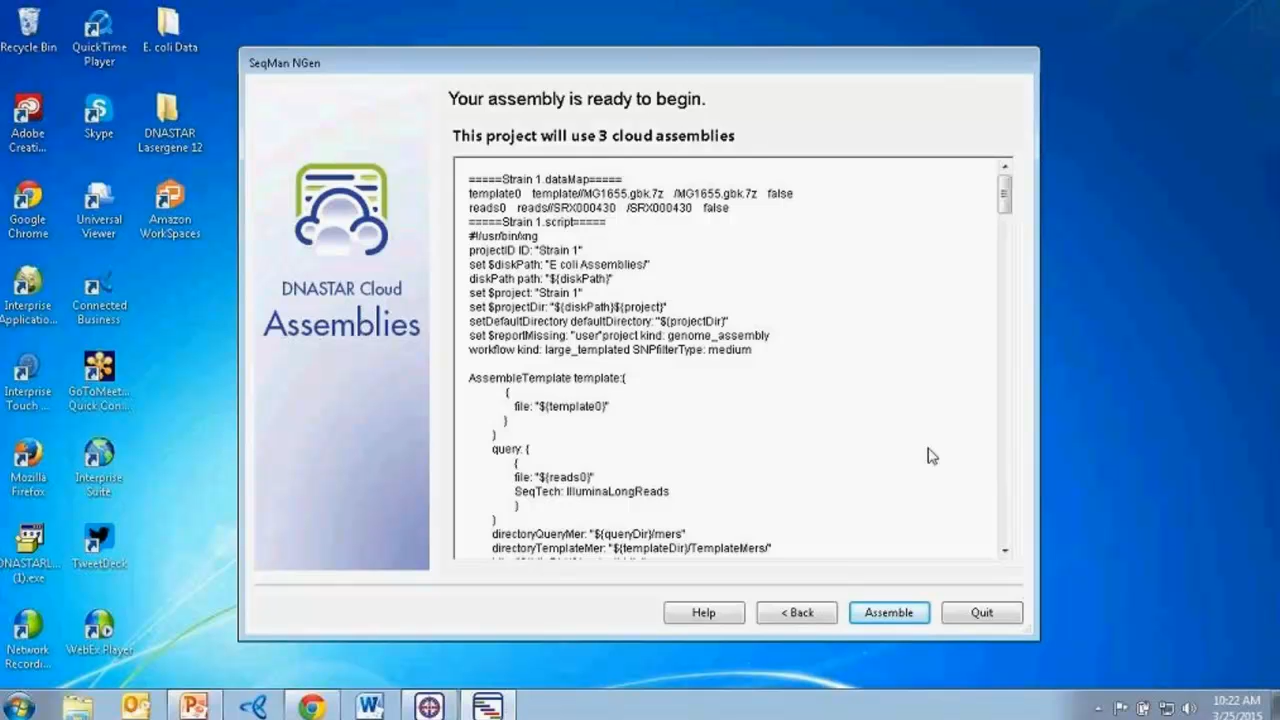 Recycle Bin
QuickTime
Player
E. coli Data
Adobe
Creati...
Skype
DNASTAR
Lasergene 12
Google
Chrome
Universal
Viewer
Amazon
WorkSpaces
Interprise
Applicatio...
Connected
Business
Interprise
Touch ...
GoToMeet...
Quick Con...
Mozilla
Firefox
Interprise
Suite
DNASTARL...
(1).exe
TweetDeck
Network
Recordi...
WebEx Player
SeqMan NGen
DNASTAR Cloud
Assemblies
Your assembly is ready to begin.
This project will use 3 cloud assemblies
=====Strain 1.dataMap=====
template0 template//MG1655.gbk.7z /MG1655.gbk.7z false
reads0 reads//SRX000430 /SRX000430 false
=====Strain 1.script=====
#!/usr/bin/xng
projectID ID: "Strain 1"
set $diskPath: "E coli Assemblies/"
diskPath path: "${diskPath}"
set $project: "Strain 1"
set $projectDir: "${diskPath}${project}"
setDefaultDirectory defaultDirectory: "${projectDir}"
set $reportMissing: "user"project kind: genome_assembly
workflow kind: large_templated SNPfilterType: medium
AssembleTemplate template:{
{
file: "${template0}"
}
}
query: {
{
file: "${reads0}"
SeqTech: IlluminaLongReads
}
}
directoryQueryMer: "${queryDir}/mers"
directoryTemplateMer: "${templateDir}/TemplateMers/"
Help
< Back
Assemble
Quit
10:22 AM
3/25/2015